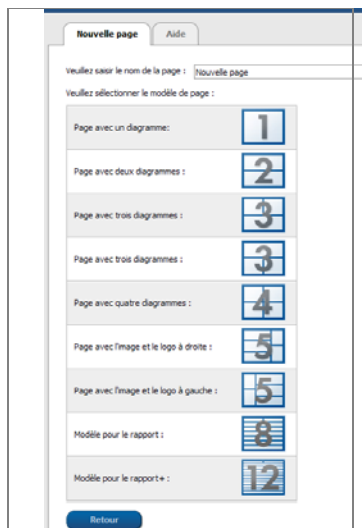 Nouvelle page Aide
Veuillez saisir le nom de la page : Nouvelle page
Veuillez sélectionner le modèle de page :
Page avec un diagramme: 1
Page avec deux diagrammes : 2
Page avec trois diagrammes : 3
Page avec trois diagrammes : 3
Page avec quatre diagrammes : 4
Page avec l'image et le logo à droite : 5
Page avec l'image et le logo à gauche : 5
Modèle pour le rapport : 8
Modèle pour le rapport+ : 12
Retour